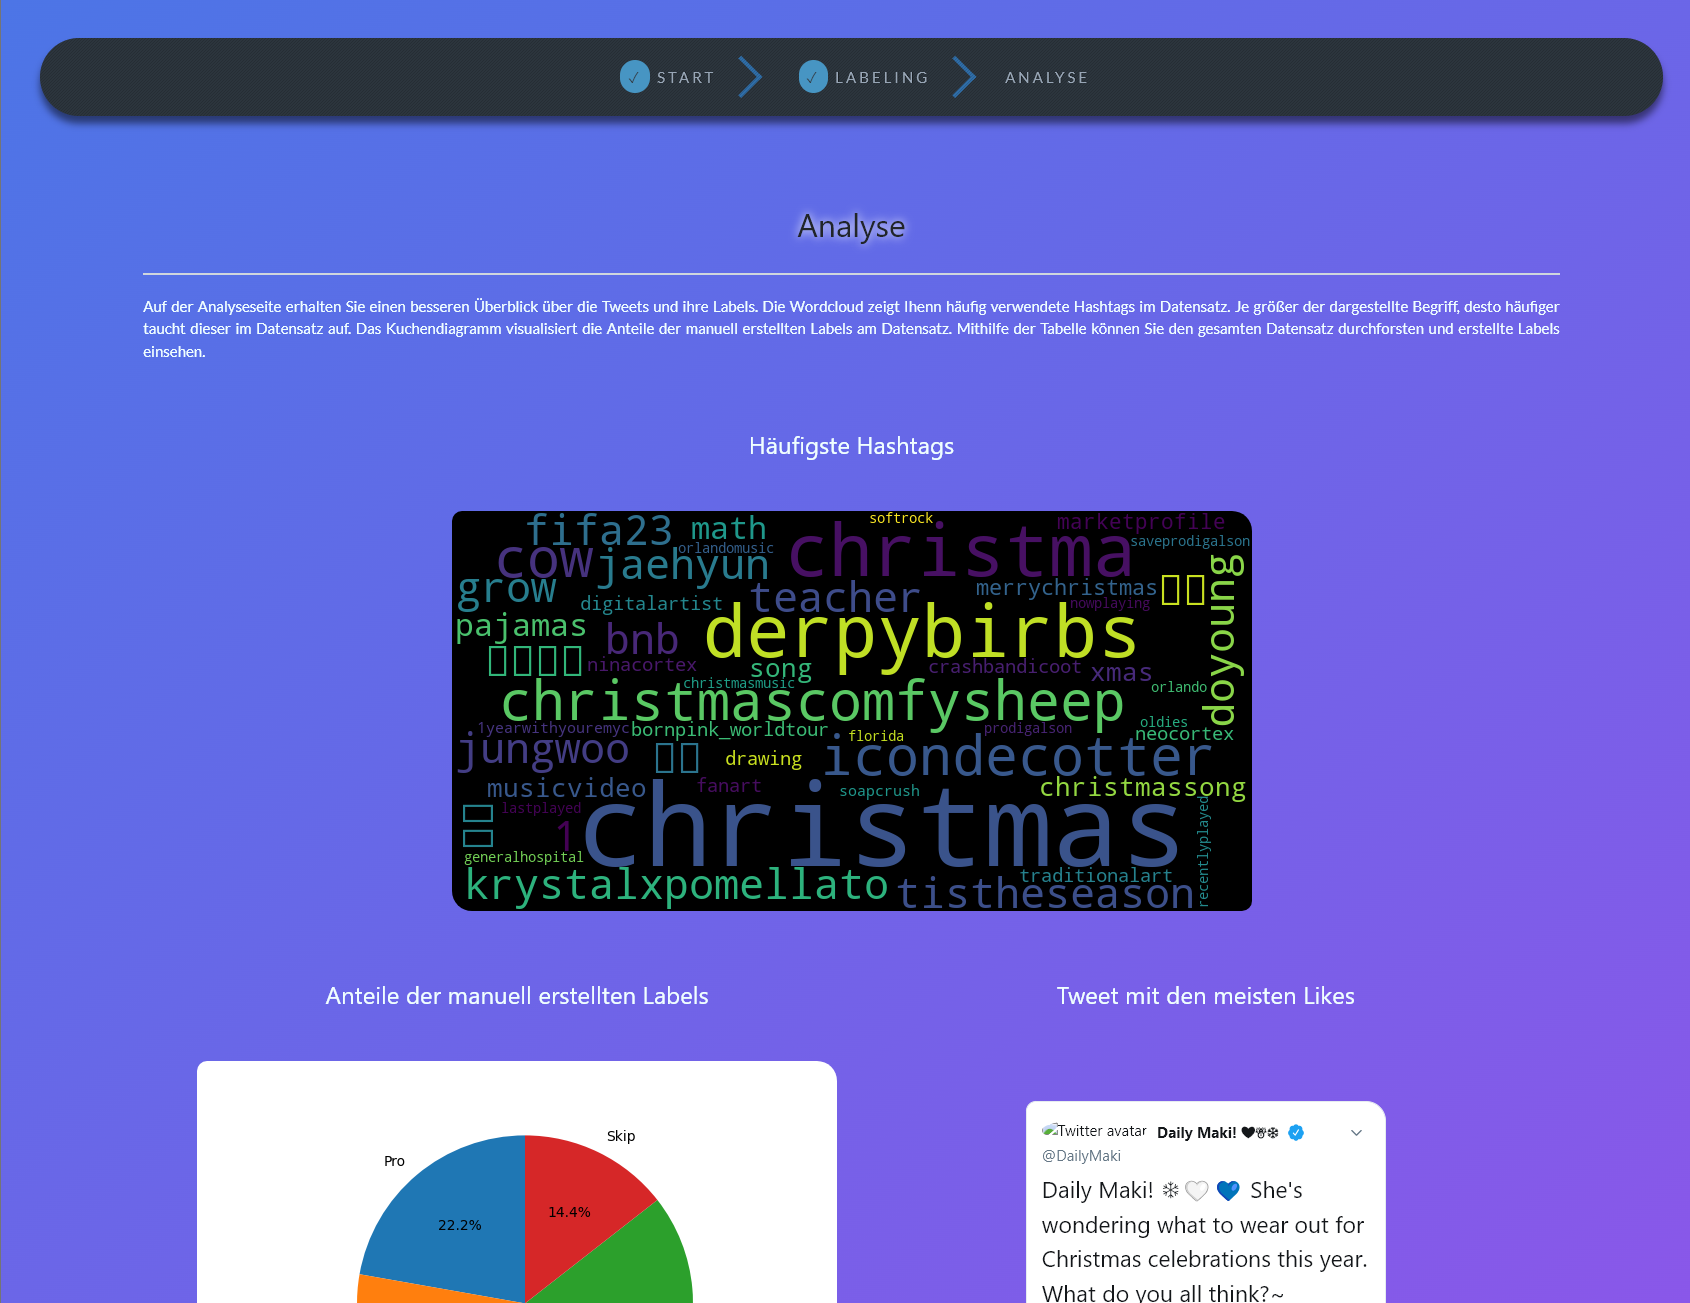 ✓ START ✓ LABELING ANALYSE
Analyse
Auf der Analyseseite erhalten Sie einen besseren Überblick über die Tweets und ihre Labels. Die Wordcloud zeigt Ihenn häufig verwendete Hashtags im Datensatz. Je größer der dargestellte Begriff, desto häufiger
taucht dieser im Datensatz auf. Das Kuchendiagramm visualisiert die Anteile der manuell erstellten Labels am Datensatz. Mithilfe der Tabelle können Sie den gesamten Datensatz durchforsten und erstellte Labels
einsehen.
Häufigste Hashtags
softrock
fifa23
math
marketprofile
christma
saveprodigalson
orlandomusic
cow
jaehyun
grow
merrychristmas
teacher
digitalartist
nowplaying
doyoung
pajamas
bnb
derpybirbs
ninacortex
song
crashbandicoot
xmas
christmasmusic
orlando
christmascomfysheep
oldies
1yearwithyouremyc
bornpink_worldtour
florida
prodigalson
neocortex
jungwoo
drawing
icondecotter
musicvideo
fanart
soapcrush
christmassong
lastplayed
1
christmas
recentlyplayed
generalhospital
krystalxpomellato
traditionalart
tistheseason
Anteile der manuell erstellten Labels
Tweet mit den meisten Likes
Skip
Pro
14.4%
22.2%
Twitter avatar Daily Maki! 🖤☃❄
@DailyMaki
Daily Maki! ❄🤍💙 She's
wondering what to wear out for
Christmas celebrations this year.
What do you all think?~